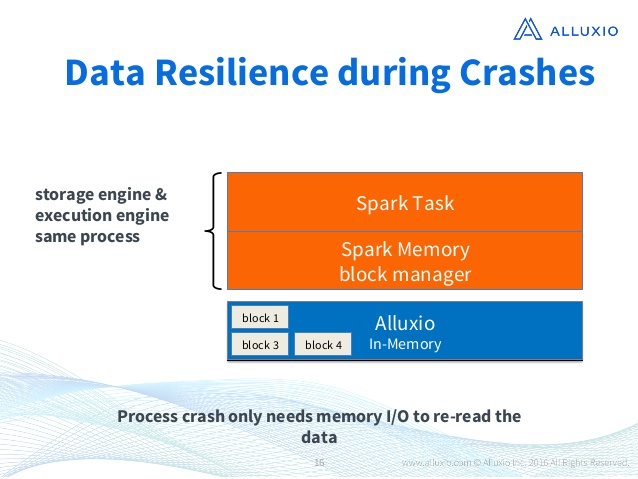 ALLUXIO
Data Resilience during Crashes
storage engine &
execution engine
same process
Spark Task
Spark Memory
block manager
block 1
block 3
block 4
Alluxio
In-Memory
Process crash only needs memory I/O to re-read the
data
16
www.alluxio.com © Alluxio Inc. 2016 All Rights Reserved.